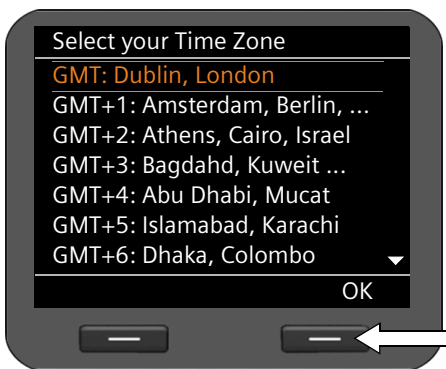 Select your Time Zone
GMT: Dublin, London
GMT+1: Amsterdam, Berlin, ...
GMT+2: Athens, Cairo, Israel
GMT+3: Bagdahd, Kuweit ...
GMT+4: Abu Dhabi, Mucat
GMT+5: Islamabad, Karachi
GMT+6: Dhaka, Colombo
OK